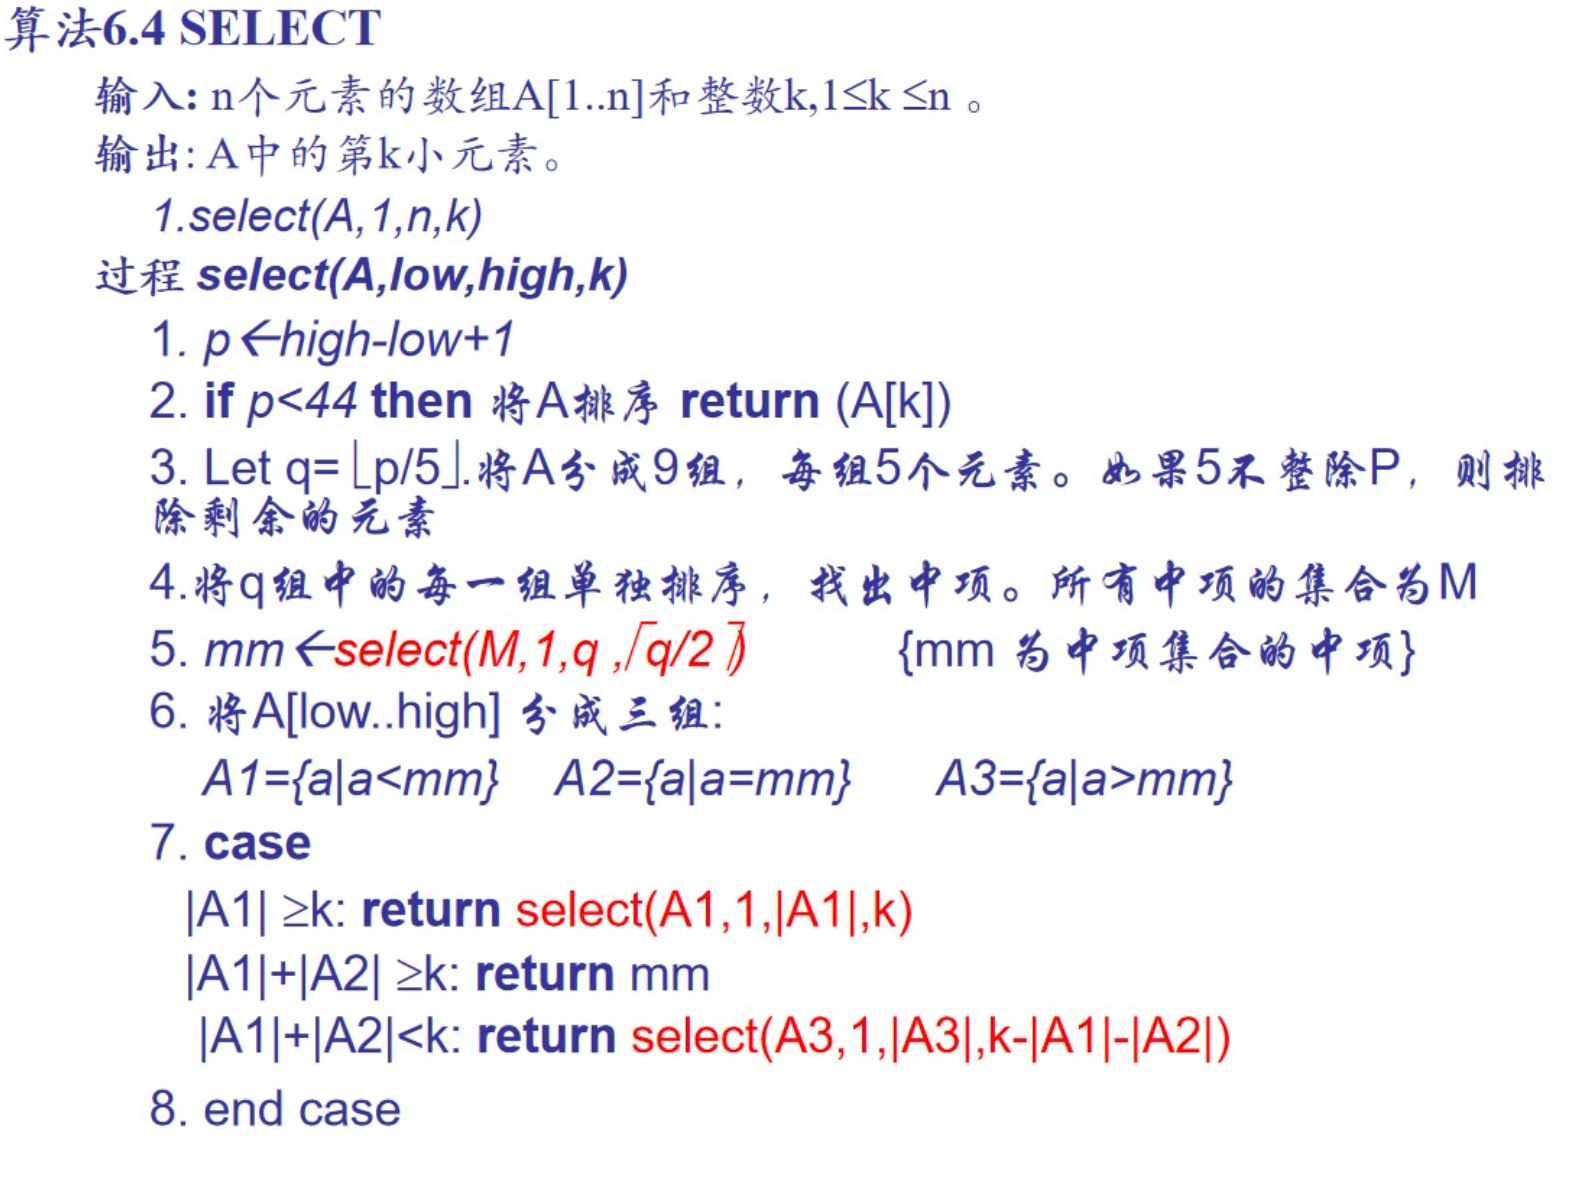 算法6.4 SELECT
输入: n个元素的数组A[1..n]和整数k,1≤k ≤n 。
输出: A中的第k小元素。
1.select(A,1,n,k)
过程 select(A,low,high,k)
1. p←high-low+1
2. if p<44 then 将A排序 return (A[k])
3. Let q=⌊p/5⌋.将A分成9组，每组5个元素。如果5不整除P，则排
除剩余的元素
4.将q组中的每一组单独排序，找出中项。所有中项的集合为M
5. mm←select(M,1,q ,⌈q/2⌉) {mm 为中项集合的中项}
6. 将A[low..high] 分成三组:
A1={a|a<mm} A2={a|a=mm} A3={a|a>mm}
7. case
|A1| ≥k: return select(A1,1,|A1|,k)
|A1|+|A2| ≥k: return mm
|A1|+|A2|<k: return select(A3,1,|A3|,k-|A1|-|A2|)
8. end case